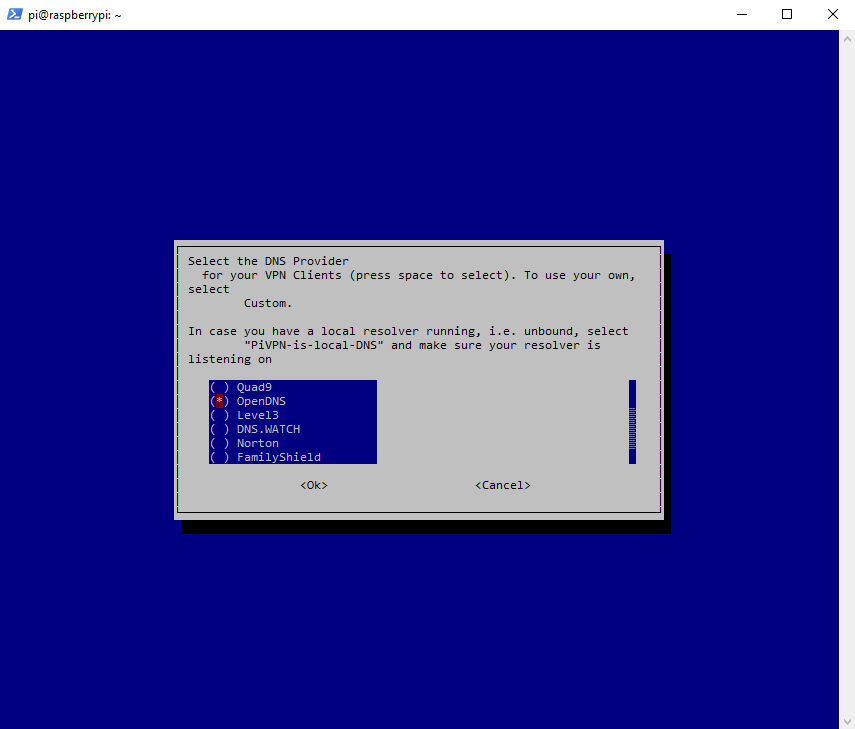 pi@raspberrypi: ~
Select the DNS Provider
for your VPN Clients (press space to select). To use your own,
select
Custom.
In case you have a local resolver running, i.e. unbound, select
"PiVPN-is-local-DNS" and make sure your resolver is
listening on
( ) Quad9
(*) OpenDNS
( ) Level3
( ) DNS.WATCH
( ) Norton
( ) FamilyShield
<Ok> <Cancel>